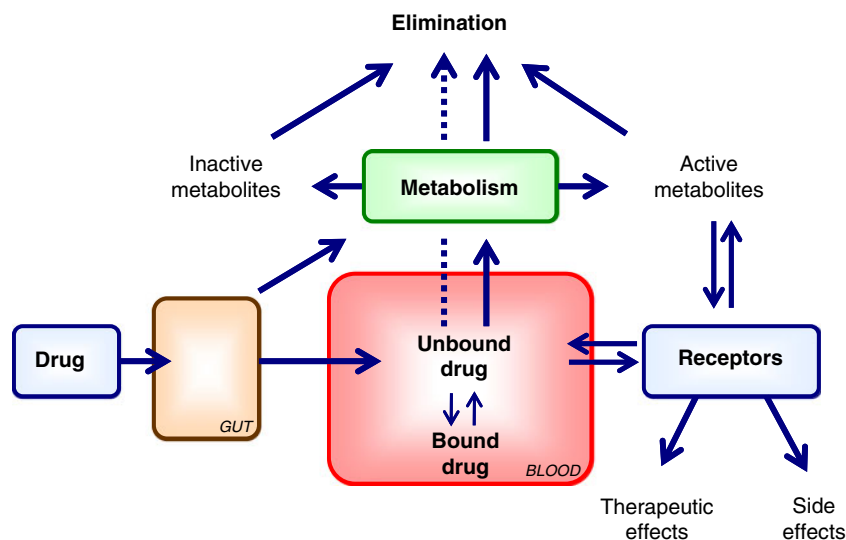 Elimination
Inactive
metabolites
Metabolism
Active
metabolites
Drug
GUT
Unbound
drug
Bound
drug
BLOOD
Receptors
Therapeutic
effects
Side
effects